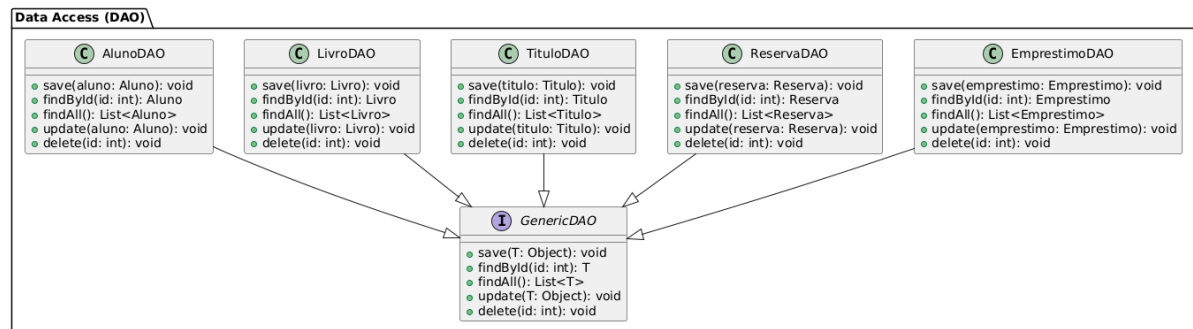 Data Access (DAO)
C AlunoDAO
save(aluno: Aluno): void
findById(id: int): Aluno
findAll(): List<Aluno>
update(aluno: Aluno): void
delete(id: int): void
C LivroDAO
save(livro: Livro): void
findById(id: int): Livro
findAll(): List<Livro>
update(livro: Livro): void
delete(id: int): void
C TituloDAO
save(titulo: Titulo): void
findById(id: int): Titulo
findAll(): List<Titulo>
update(titulo: Titulo): void
delete(id: int): void
C ReservaDAO
save(reserva: Reserva): void
findById(id: int): Reserva
findAll(): List<Reserva>
update(reserva: Reserva): void
delete(id: int): void
C EmprestimoDAO
save(emprestimo: Emprestimo): void
findById(id: int): Emprestimo
findAll(): List<Emprestimo>
update(emprestimo: Emprestimo): void
delete(id: int): void
I GenericDAO
save(T: Object): void
findById(id: int): T
findAll(): List<T>
update(T: Object): void
delete(id: int): void